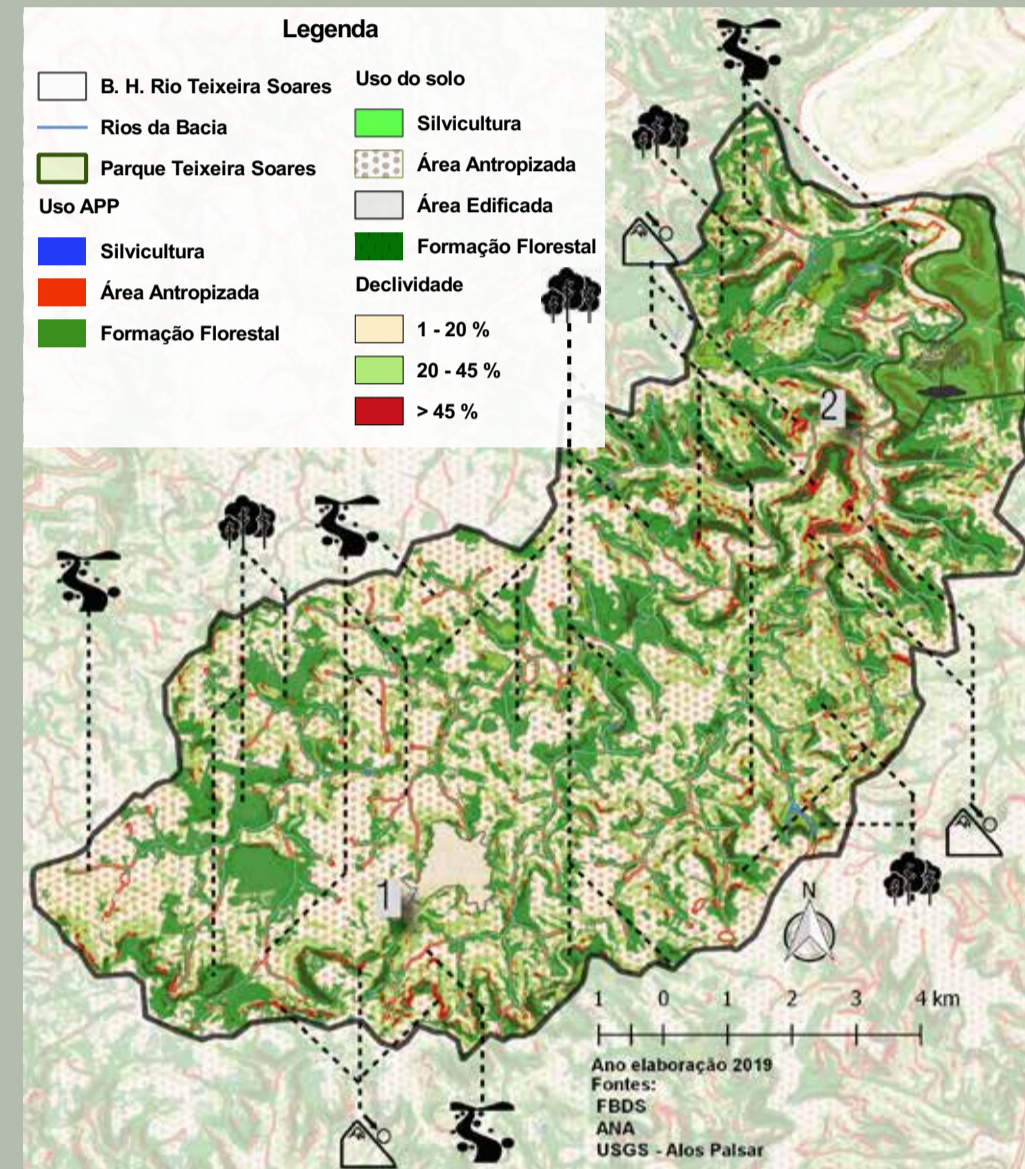 Legenda
B. H. Rio Teixeira Soares
Rios da Bacia
Parque Teixeira Soares
Uso APP
Silvicultura
Área Antropizada
Formação Florestal
Uso do solo
Silvicultura
Área Antropizada
Área Edificada
Formação Florestal
Declividade
1 - 20 %
20 - 45 %
> 45 %
2
1
N
1 0 1 2 3 4 km
Ano elaboração 2019
Fontes:
FBDS
ANA
USGS - Alos Palsar